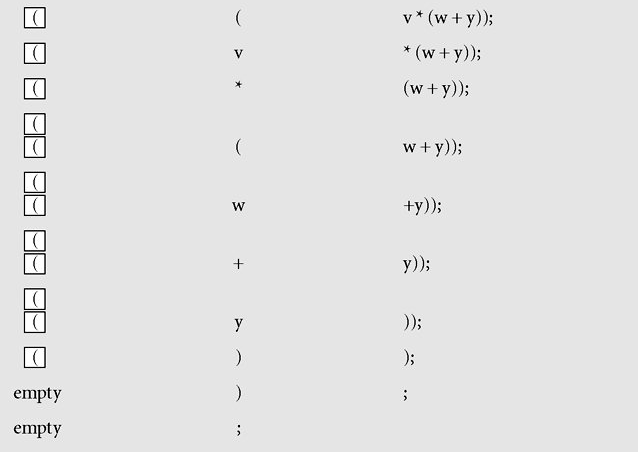 ( ( v * (w + y));
( v * (w + y));
( * (w + y));
(
( ( w + y));
(
( w +y));
(
( + y));
(
( y ));
( ) );
empty ) ;
empty ;